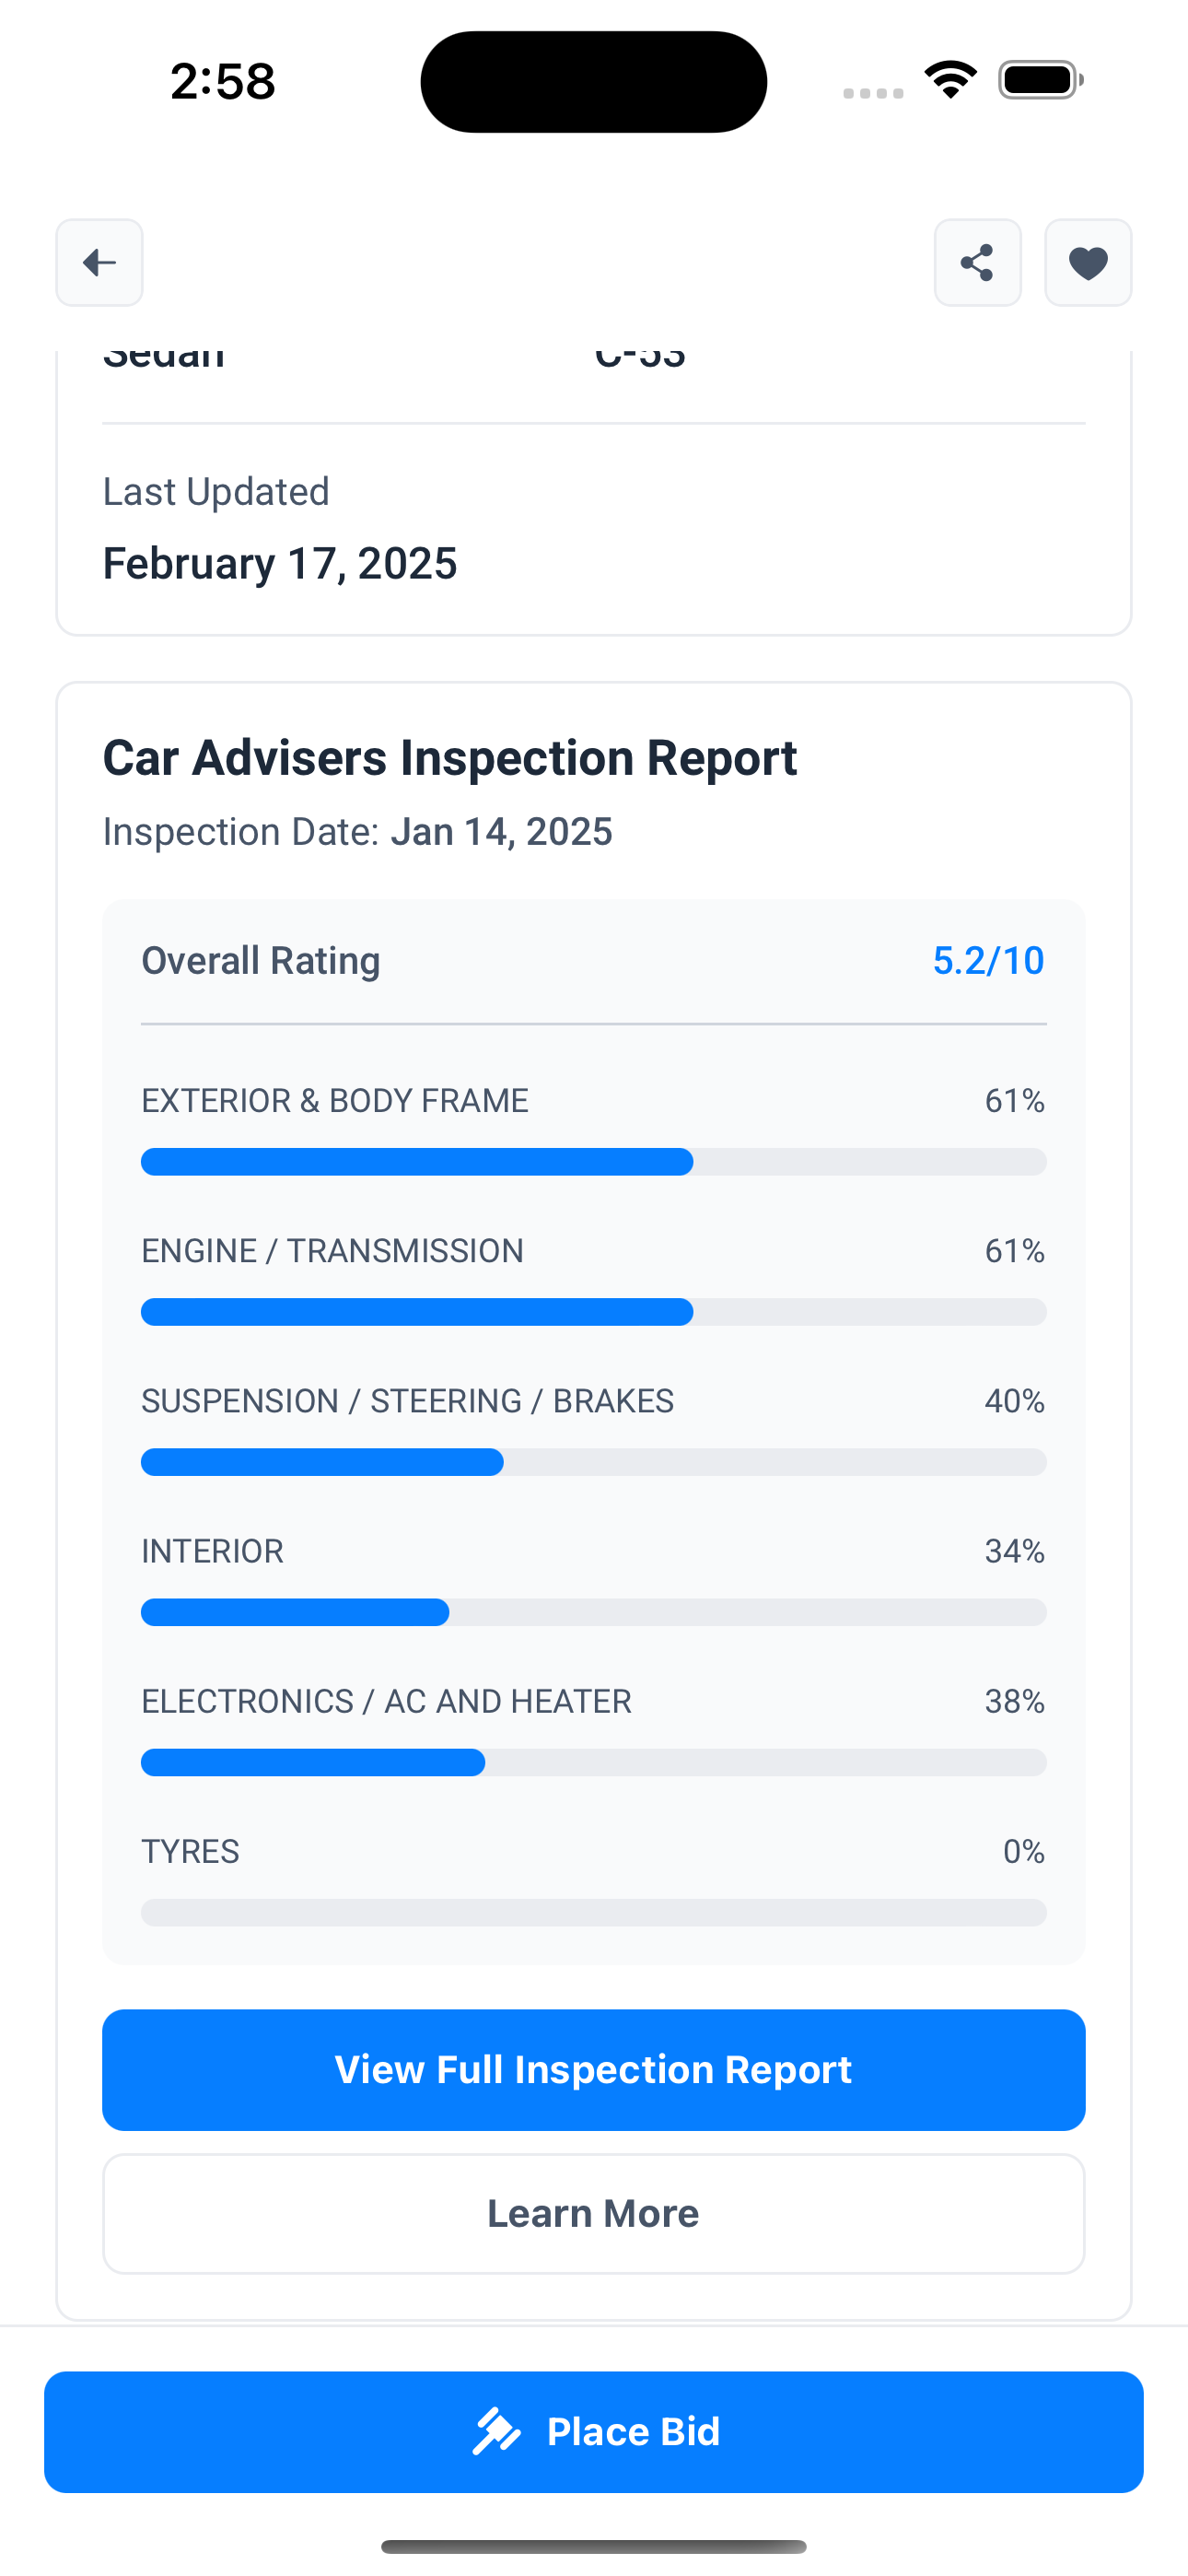 2:58
Sedan C-53
Last Updated
February 17, 2025
Car Advisers Inspection Report
Inspection Date: Jan 14, 2025
Overall Rating 5.2/10
EXTERIOR & BODY FRAME 61%
ENGINE / TRANSMISSION 61%
SUSPENSION / STEERING / BRAKES 40%
INTERIOR 34%
ELECTRONICS / AC AND HEATER 38%
TYRES 0%
View Full Inspection Report
Learn More
Place Bid